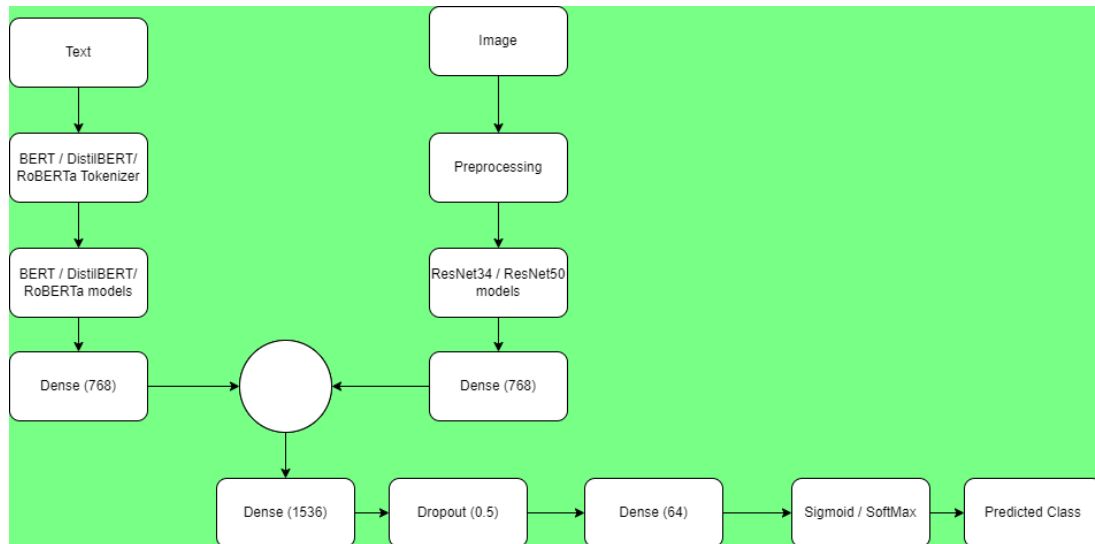 Text
Image
BERT / DistilBERT/
RoBERTa Tokenizer
Preprocessing
BERT / DistilBERT/
RoBERTa models
ResNet34 / ResNet50
models
Dense (768)
Dense (768)
Dense (1536)
Dropout (0.5)
Dense (64)
Sigmoid / SoftMax
Predicted Class